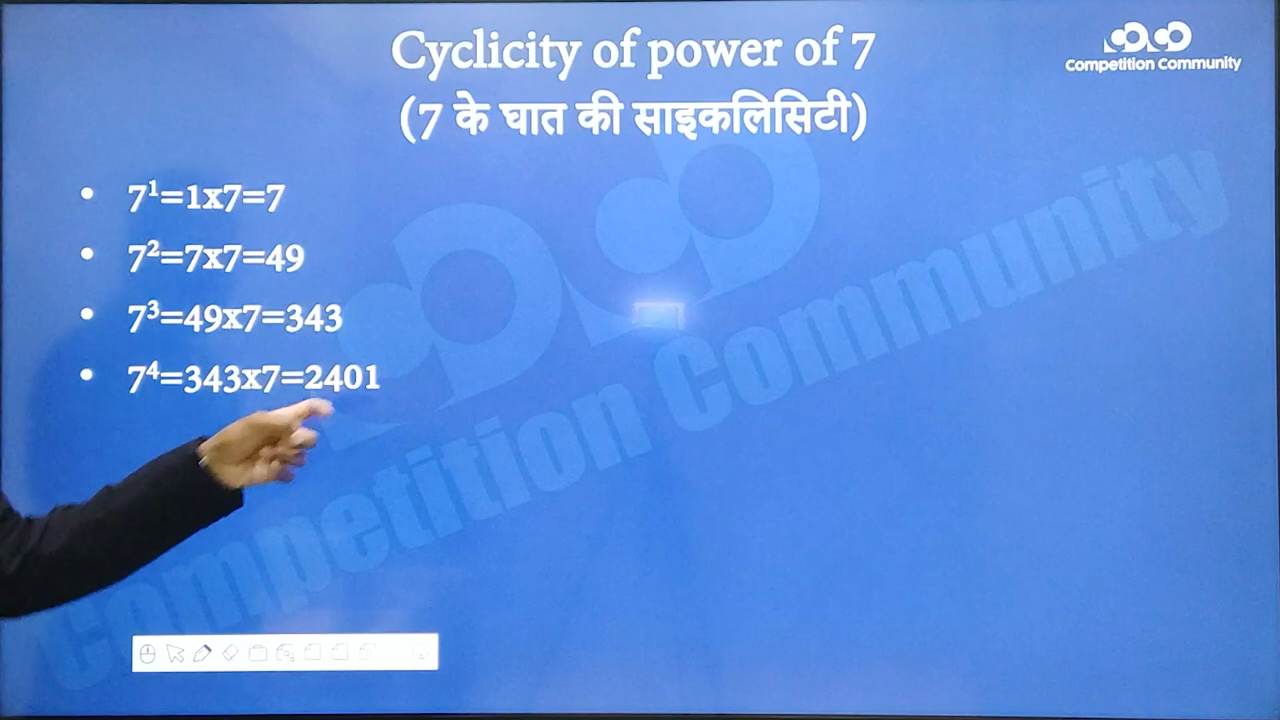 Cyclicity of power of 7
(7 के घात की साइकलिसिटी)
Competition Community
• 7¹=1x7=7
• 7²=7x7=49
• 7³=49x7=343
• 7⁴=343x7=2401
Competition Community